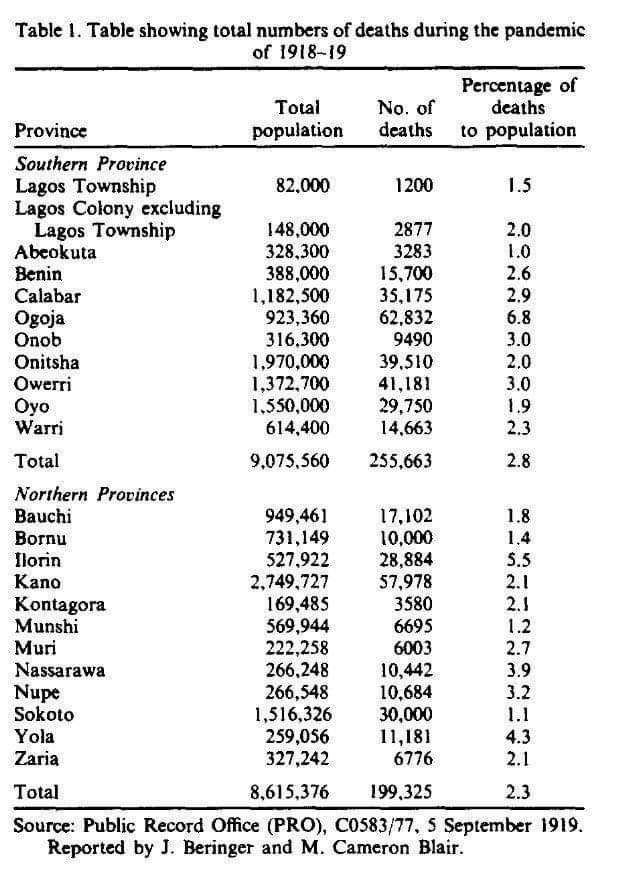 Table 1. Table showing total numbers of deaths during the pandemic
of 1918–19
Percentage of
Total No. of deaths
Province population deaths to population
Southern Province
Lagos Township 82,000 1200 1.5
Lagos Colony excluding
Lagos Township 148,000 2877 2.0
Abeokuta 328,300 3283 1.0
Benin 388,000 15,700 2.6
Calabar 1,182,500 35,175 2.9
Ogoja 923,360 62,832 6.8
Onob 316,300 9490 3.0
Onitsha 1,970,000 39,510 2.0
Owerri 1,372,700 41,181 3.0
Oyo 1,550,000 29,750 1.9
Warri 614,400 14,663 2.3
Total 9,075,560 255,663 2.8
Northern Provinces
Bauchi 949,461 17,102 1.8
Bornu 731,149 10,000 1.4
Ilorin 527,922 28,884 5.5
Kano 2,749,727 57,978 2.1
Kontagora 169,485 3580 2.1
Munshi 569,944 6695 1.2
Muri 222,258 6003 2.7
Nassarawa 266,248 10,442 3.9
Nupe 266,548 10,684 3.2
Sokoto 1,516,326 30,000 1.1
Yola 259,056 11,181 4.3
Zaria 327,242 6776 2.1
Total 8,615,376 199,325 2.3
Source: Public Record Office (PRO), C0583/77, 5 September 1919.
Reported by J. Beringer and M. Cameron Blair.